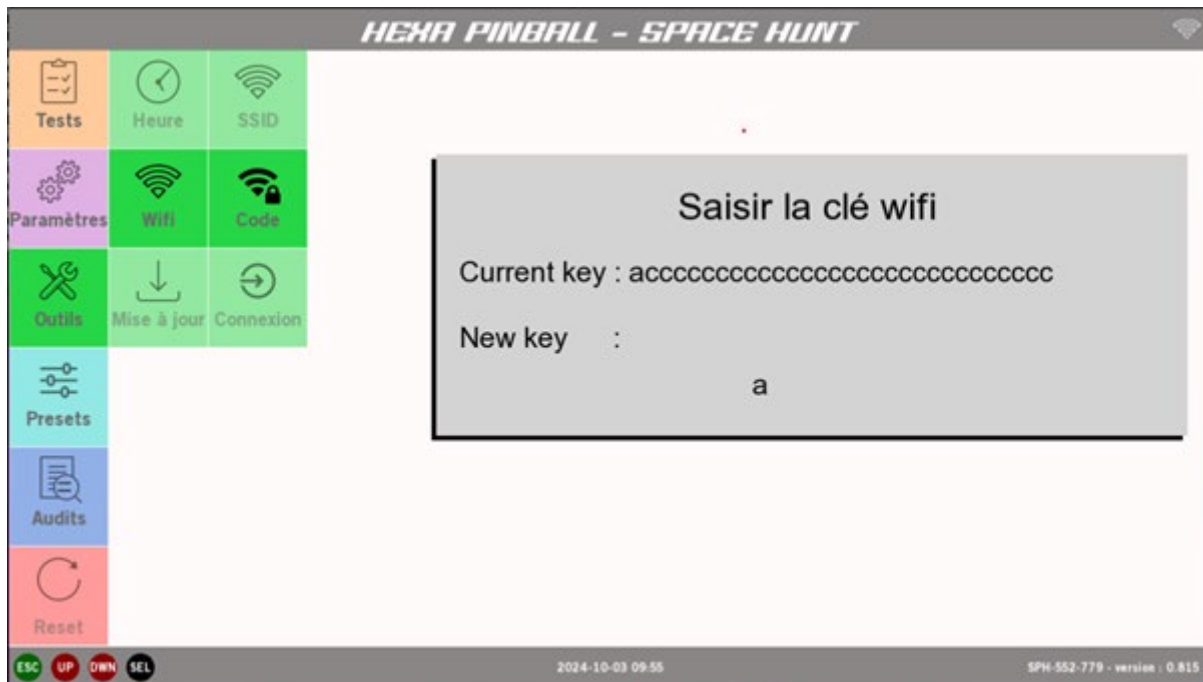 HEXA PINBALL - SPACE HUNT
Tests
Heure
SSID
Saisir la clé wifi
Paramètres
Wifi
Code
Current key : accccccccccccccccccccccccccccc
Outils
Mise à jour
Connexion
New key :
a
Presets
Audits
Reset
ESC UP DWN SEL
2024-10-03 09:55
SPH-552-779 - version : 0.815